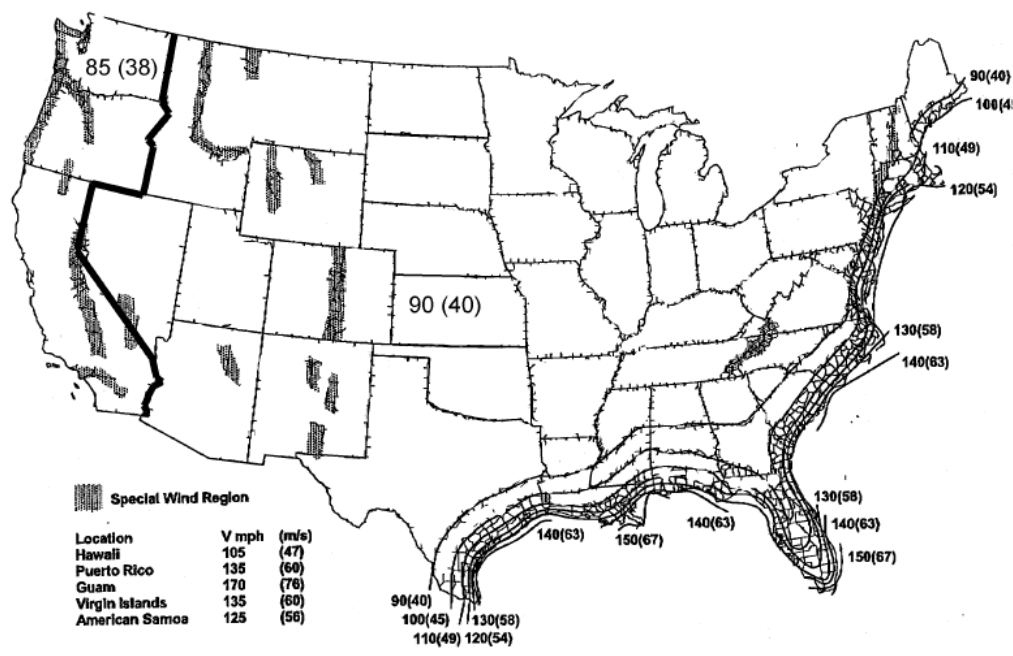 90(40)
85 (38)
100(45
110(49)
120(54)
90 (40)
130(58)
140(63)
Special Wind Region
130(58)
140(63)
140(63)
150(67)
140(63)
150(67)
Location V mph (m/s)
Hawaii 105 (47)
Puerto Rico 135 (60)
Guam 170 (76)
Virgin Islands 135 (60)
American Samoa 125 (56)
90(40)
100(45) 130(58)
110(49) 120(54)